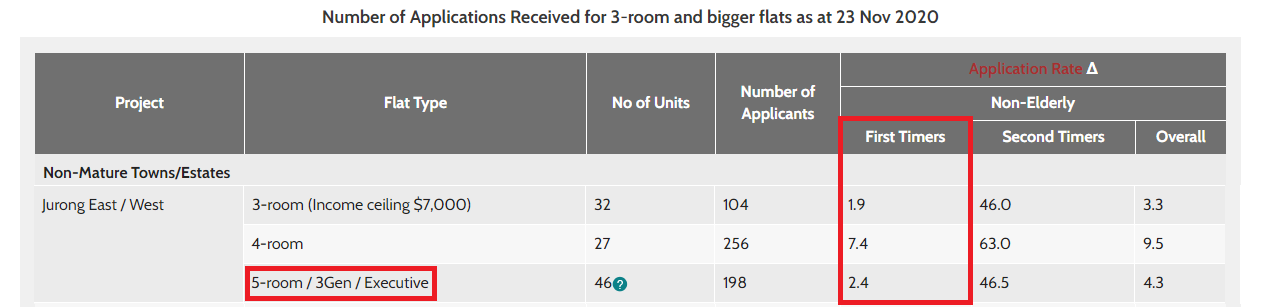 Number of Applications Received for 3-room and bigger flats as at 23 Nov 2020
Project Flat Type No of Units Number of Applicants Application Rate Δ
Non-Elderly
First Timers Second Timers Overall
Non-Mature Towns/Estates
Jurong East / West 3-room (Income ceiling $7,000) 32 104 1.9 46.0 3.3
4-room 27 256 7.4 63.0 9.5
5-room / 3Gen / Executive 46? 198 2.4 46.5 4.3